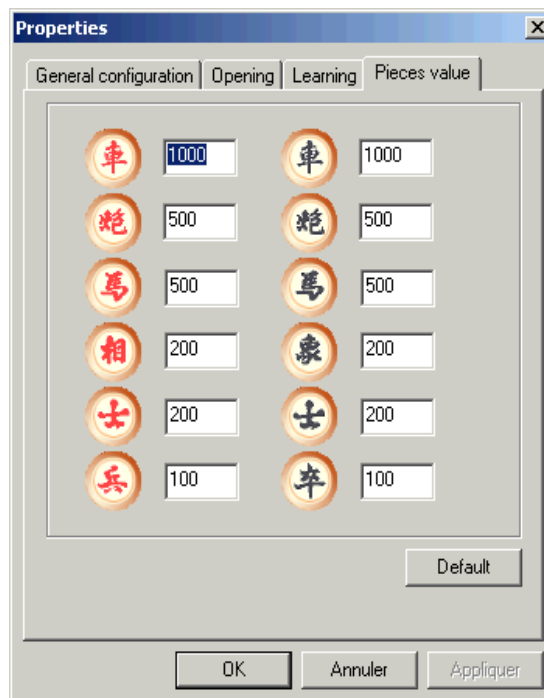 Properties
General configuration Opening Learning Pieces value
車 1000 車 1000
炮 500 炮 500
馬 500 馬 500
相 200 象 200
士 200 士 200
兵 100 卒 100
Default
OK Annuler Appliquer